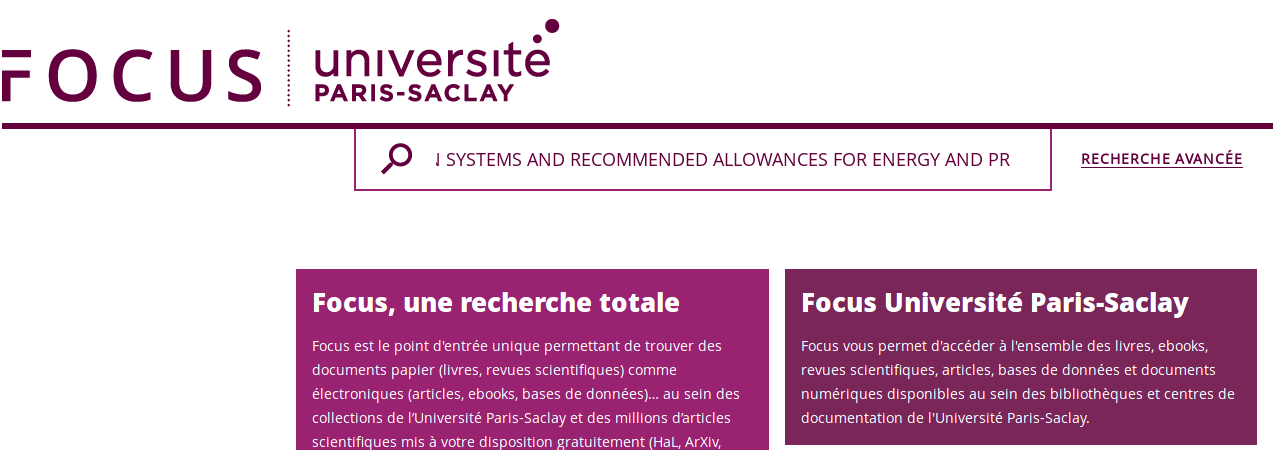 FOCUS
université
PARIS-SACLAY
SYSTEMS AND RECOMMENDED ALLOWANCES FOR ENERGY AND PR
RECHERCHE AVANCÉE
Focus, une recherche totale
Focus est le point d'entrée unique permettant de trouver des
documents papier (livres, revues scientifiques) comme
électroniques (articles, ebooks, bases de données)... au sein des
collections de l’Université Paris-Saclay et des millions d’articles
scientifiques mis à votre disposition gratuitement (HaL, ArXiv,
Focus Université Paris-Saclay
Focus vous permet d'accéder à l'ensemble des livres, ebooks,
revues scientifiques, articles, bases de données et documents
numériques disponibles au sein des bibliothèques et centres de
documentation de l'Université Paris-Saclay.